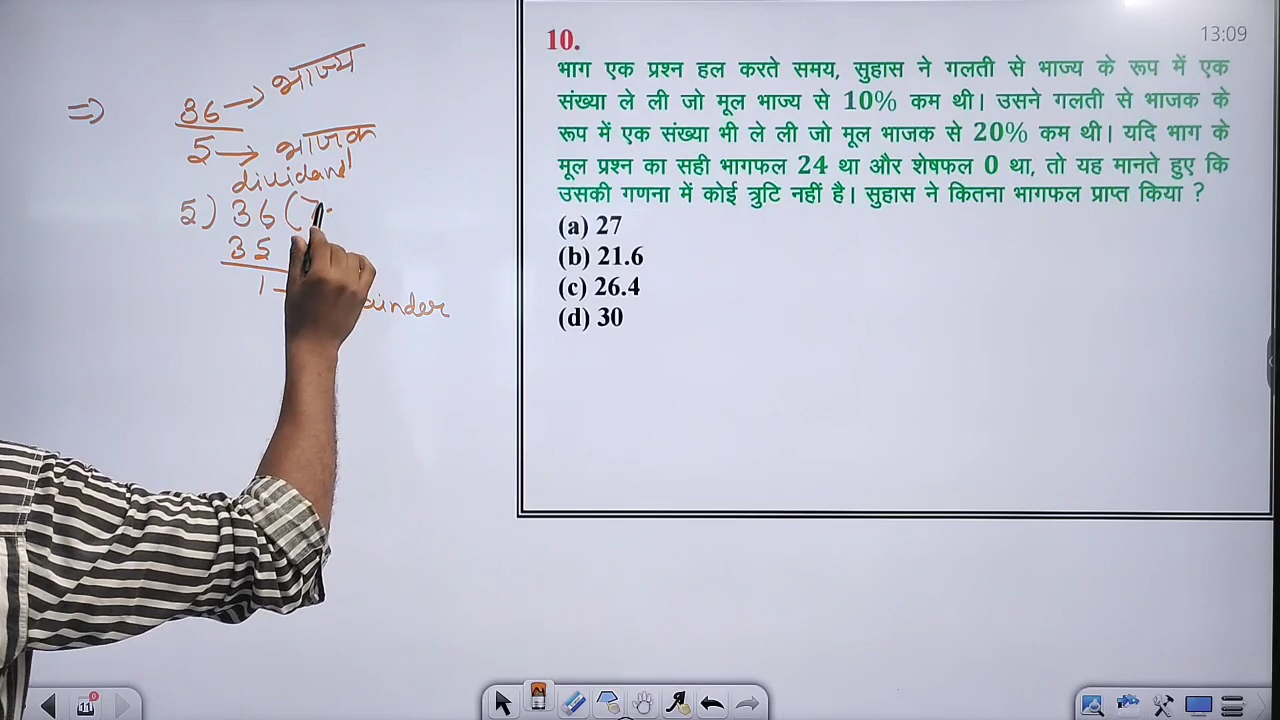 13:09
10.
भाग एक प्रश्न हल करते समय, सुहास ने गलती से भाज्य के रूप में एक
संख्या ले ली जो मूल भाज्य से 10% कम थी। उसने गलती से भाजक के
रूप में एक संख्या भी ले ली जो मूल भाजक से 20% कम थी। यदि भाग के
मूल प्रश्न का सही भागफल 24 था और शेषफल 0 था, तो यह मानते हुए कि
उसकी गणना में कोई त्रुटि नहीं है। सुहास ने कितना भागफल प्राप्त किया ?
(a) 27
(b) 21.6
(c) 26.4
(d) 30
⇒ 36 → भाज्य
5 → भाजक
dividend
5) 36 (7
35
1
11